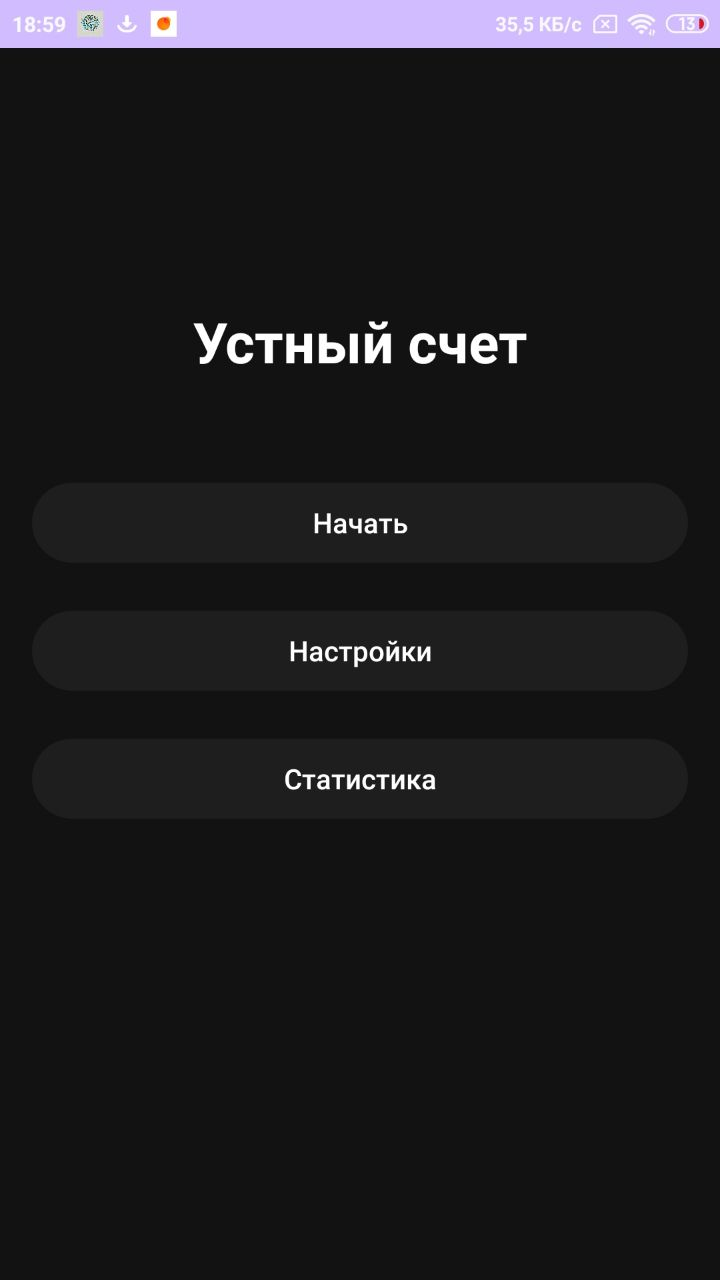 18:59 35,5 КБ/с 13
Устный счет
Начать
Настройки
Статистика